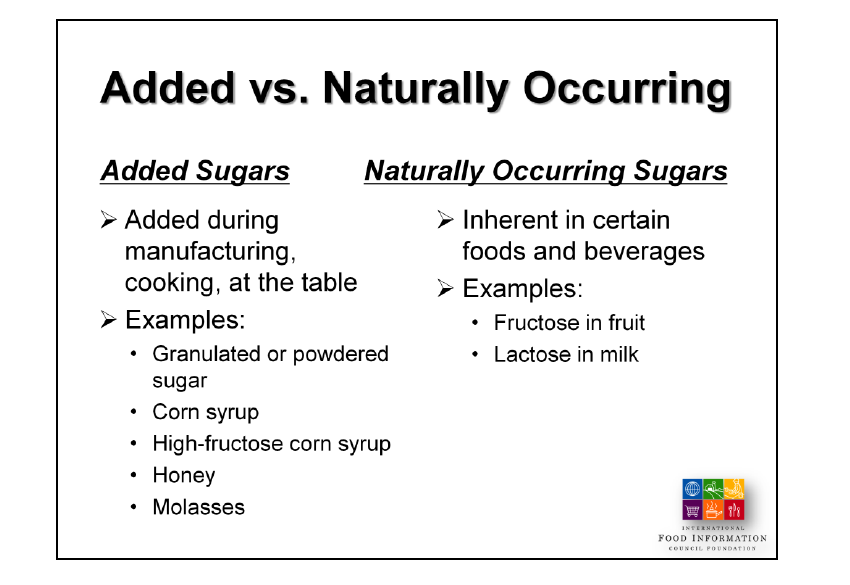 Added vs. Naturally Occurring
Added Sugars
➢ Added during
manufacturing,
cooking, at the table
➢ Examples:
• Granulated or powdered
sugar
• Corn syrup
• High-fructose corn syrup
• Honey
• Molasses
Naturally Occurring Sugars
➢ Inherent in certain
foods and beverages
➢ Examples:
• Fructose in fruit
• Lactose in milk
INTERNATIONAL
FOOD INFORMATION
COUNCIL FOUNDATION